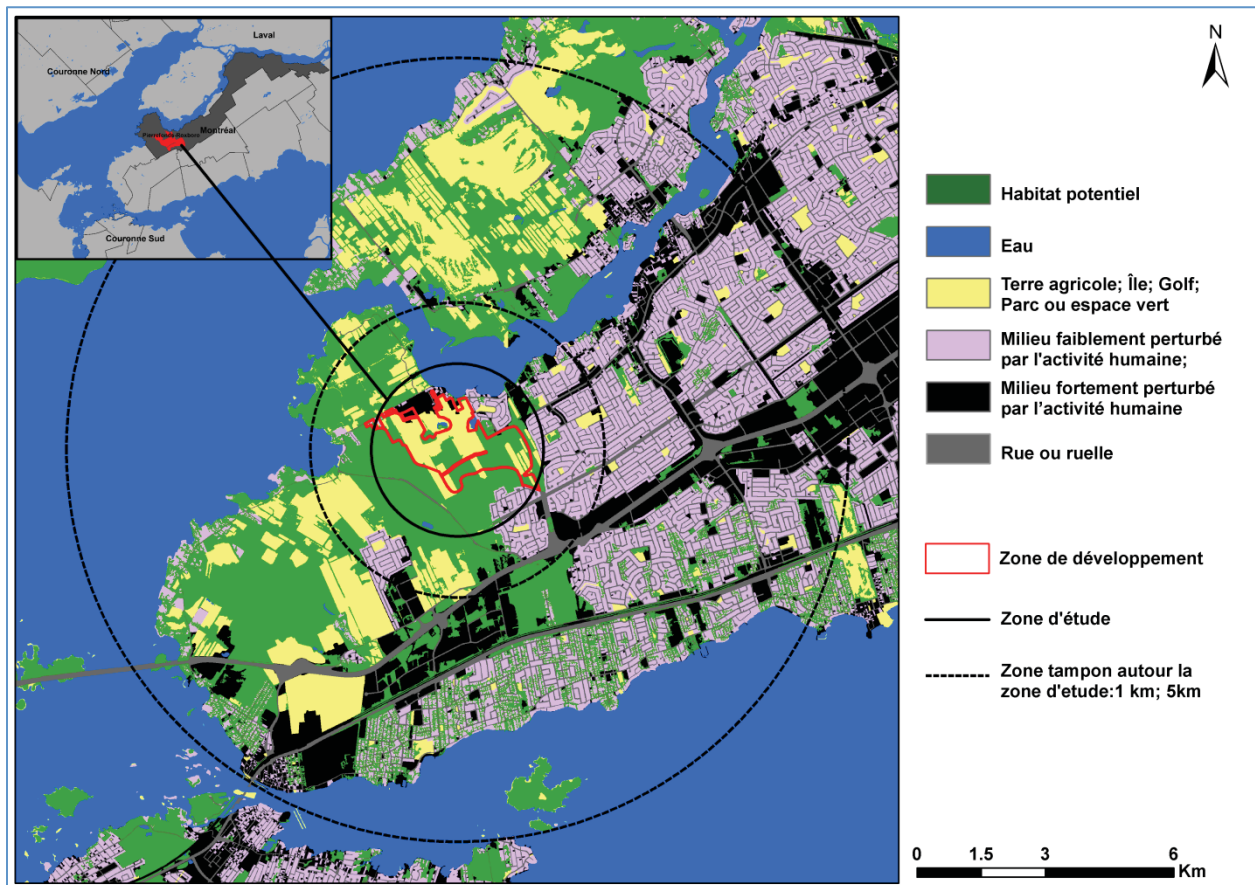 Laval
Couronne Nord
Pierrefonds-Roxboro
Montréal
Couronne Sud
N
Habitat potentiel
Eau
Terre agricole; Île; Golf;
Parc ou espace vert
Milieu faiblement perturbé
par l'activité humaine;
Milieu fortement perturbé
par l'activité humaine
Rue ou ruelle
Zone de développement
Zone d'étude
Zone tampon autour la
zone d'etude:1 km; 5km
0 1.5 3 6
Km